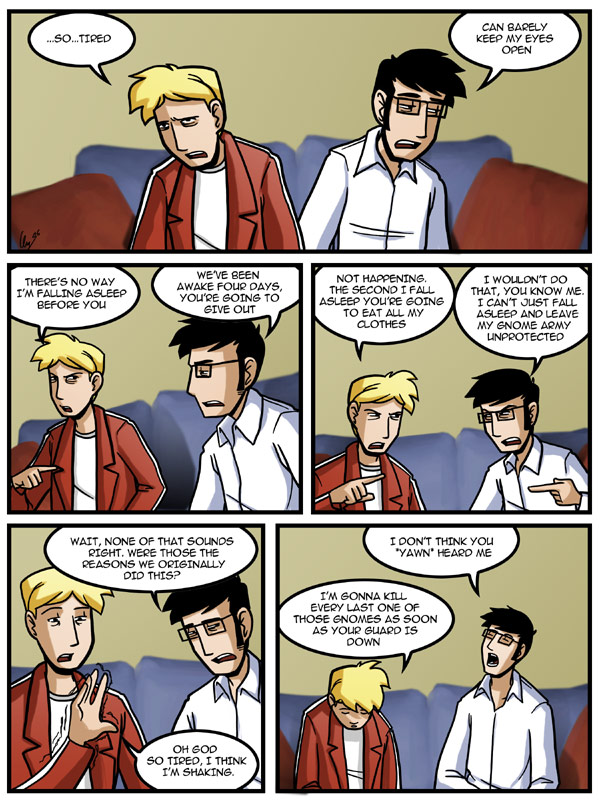 ...SO...TIRED
CAN BARELY
KEEP MY EYES
OPEN
THERE'S NO WAY
I'M FALLING ASLEEP
BEFORE YOU
WE'VE BEEN
AWAKE FOUR DAYS,
YOU'RE GOING TO
GIVE OUT
NOT HAPPENING.
THE SECOND I FALL
ASLEEP YOU'RE GOING
TO EAT ALL MY
CLOTHES
I WOULDN'T DO
THAT, YOU KNOW ME.
I CAN'T JUST FALL
ASLEEP AND LEAVE
MY GNOME ARMY
UNPROTECTED
WAIT, NONE OF THAT SOUNDS
RIGHT. WERE THOSE THE
REASONS WE ORIGINALLY
DID THIS?
OH GOD
SO TIRED, I THINK
I'M SHAKING.
I DON'T THINK YOU
"YAWN" HEARD ME
I'M GONNA KILL
EVERY LAST ONE OF
THOSE GNOMES AS SOON
AS YOUR GUARD IS
DOWN